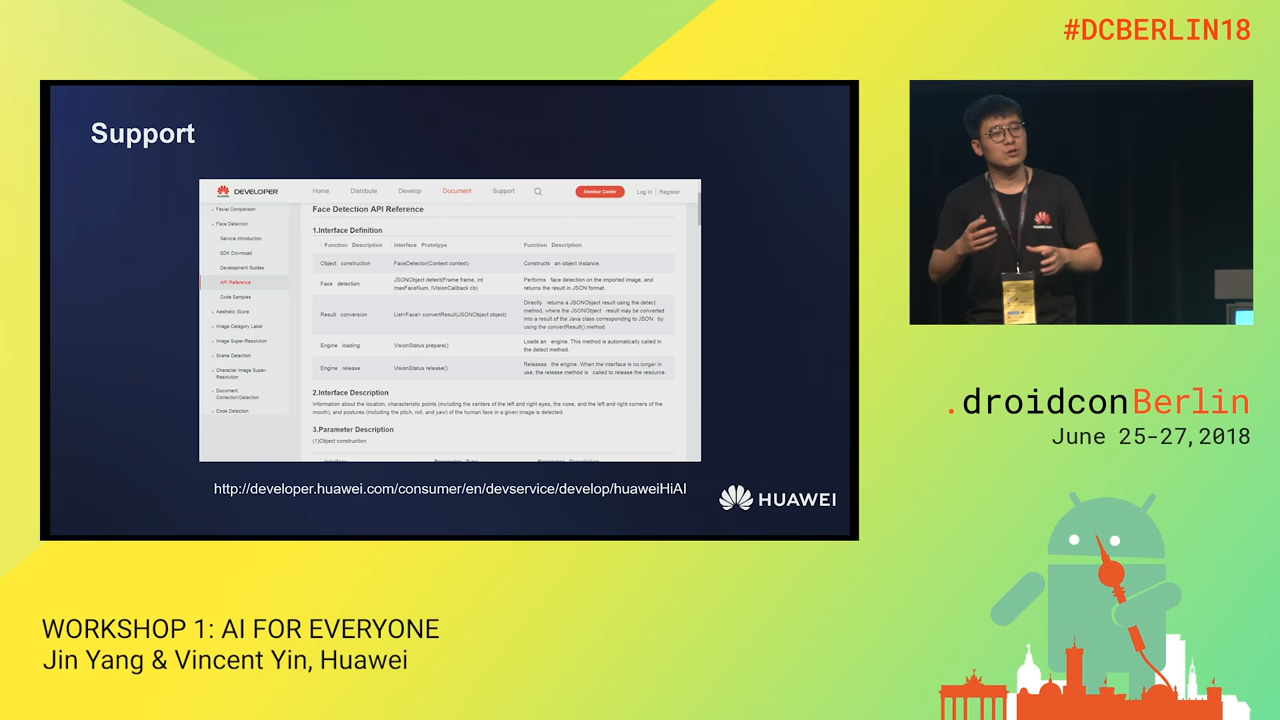 #DCBERLIN18
Support
DEVELOPER
Home Distribute Develop Document Support Member Center Log In | Register
Facial Comparison
Face Detection
Service Introduction
SDK Download
Development Guides
API Reference
Code Samples
Aesthetic Score
Image Category Label
Image Super-Resolution
Scene Detection
Character Image Super-
Resolution
Document
Correction/Detection
Code Detection
Face Detection API Reference
1.Interface Definition
Function Description Interface Prototype Function Description
Object construction FaceDetector(Context context) Constructs an object instance.
Face detection JSONObject detect(Frame frame, int maxFaceNum, IVisionCallback cb) Performs face detection on the imported image, and returns the result in JSON format.
Result conversion List<Face> convertResult(JSONObject object) Directly returns a JSONObject result using the detect method, where the JSONObject result may be converted into a result of the Java class corresponding to JSON by using the convertResult() method.
Engine loading VisionStatus prepare() Loads an engine. This method is automatically called in the detect method.
Engine release VisionStatus release() Releases the engine. When the interface is no longer in use, the release method is called to release the resource.
2.Interface Description
Information about the location, characteristic points (including the centers of the left and right eyes, the nose, and the left and right corners of the
mouth), and postures (including the pitch, roll, and yaw) of the human face in a given image is detected.
3.Parameter Description
(1)Object construction
http://developer.huawei.com/consumer/en/devservice/develop/huaweiHiAI
HUAWEI
.droidconBerlin
June 25-27,2018
WORKSHOP 1: AI FOR EVERYONE
Jin Yang & Vincent Yin, Huawei